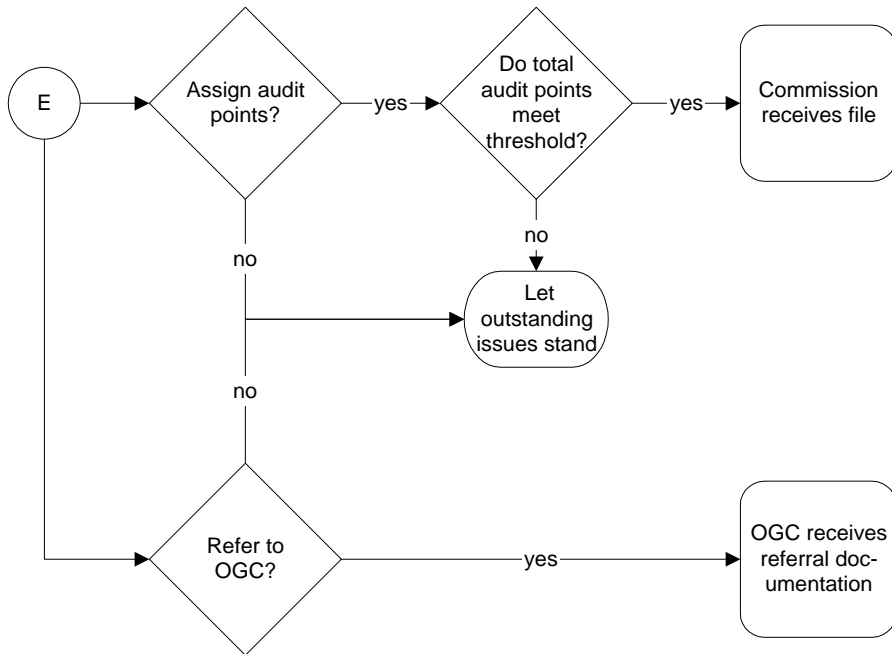 E
Assign audit
points?
yes
Do total
audit points
meet
threshold?
yes
Commission
receives file
no
no
Let
outstanding
issues stand
no
Refer to
OGC?
yes
OGC receives
referral doc-
umentation